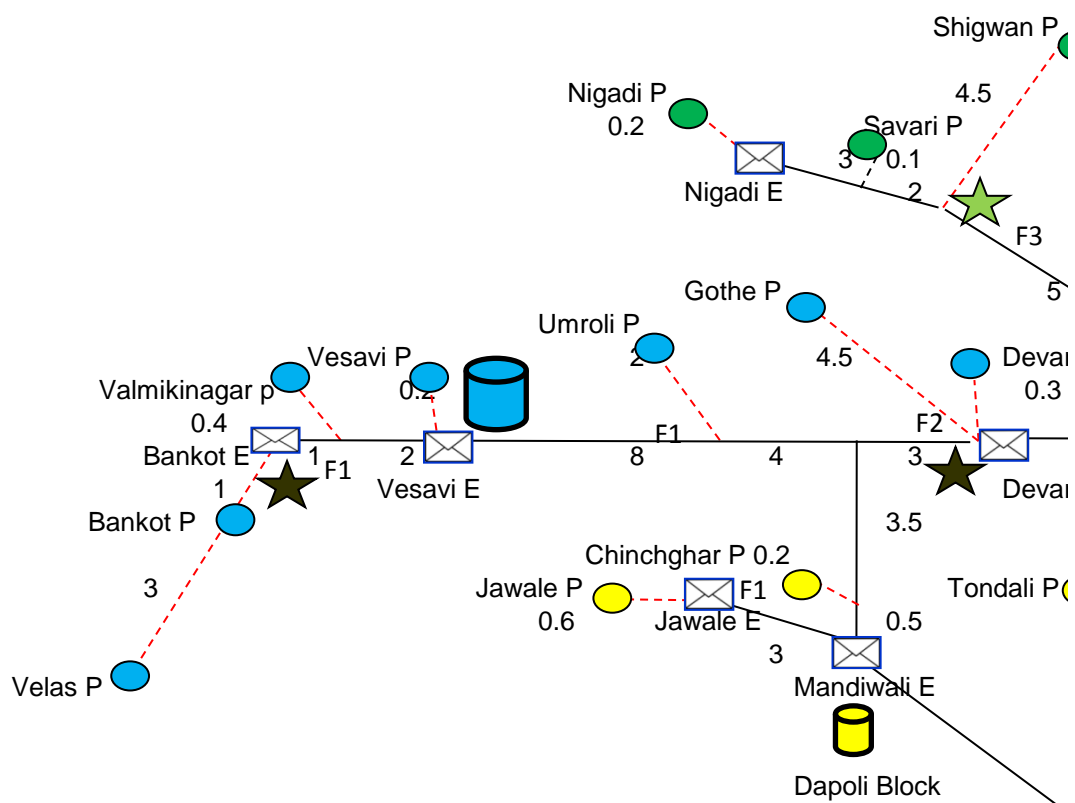 Shigwan P
4.5
Nigadi P
0.2
Savari P
3
0.1
Nigadi E
2
F3
5
Gothe P
4.5
Umroli P
2
Vesavi P
0.2
Devar
0.3
Valmikinagar p
0.4
F2
F1
Bankot E
1
F1
2
8
4
3
Vesavi E
Devar
1
Bankot P
3.5
Chinchghar P 0.2
3
Jawale P
F1
Tondali P
0.6
Jawale E
0.5
3
Velas P
Mandiwali E
Dapoli Block